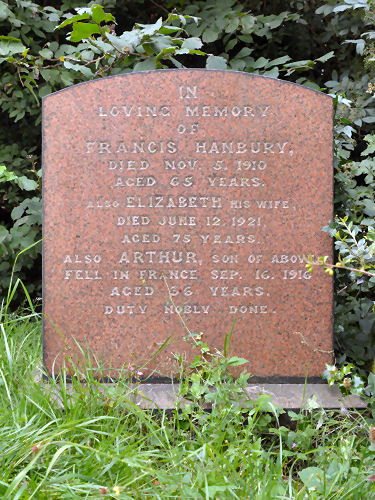 IN
LOVING MEMORY
OF
FRANCIS HANBURY,
DIED NOV. 5. 1910
AGED 65 YEARS.
ALSO ELIZABETH HIS WIFE,
DIED JUNE 12. 1921,
AGED 75 YEARS.
ALSO ARTHUR, SON OF ABOVE
FELL IN FRANCE SEP. 16. 1916
AGED 36 YEARS.
DUTY NOBLY DONE.